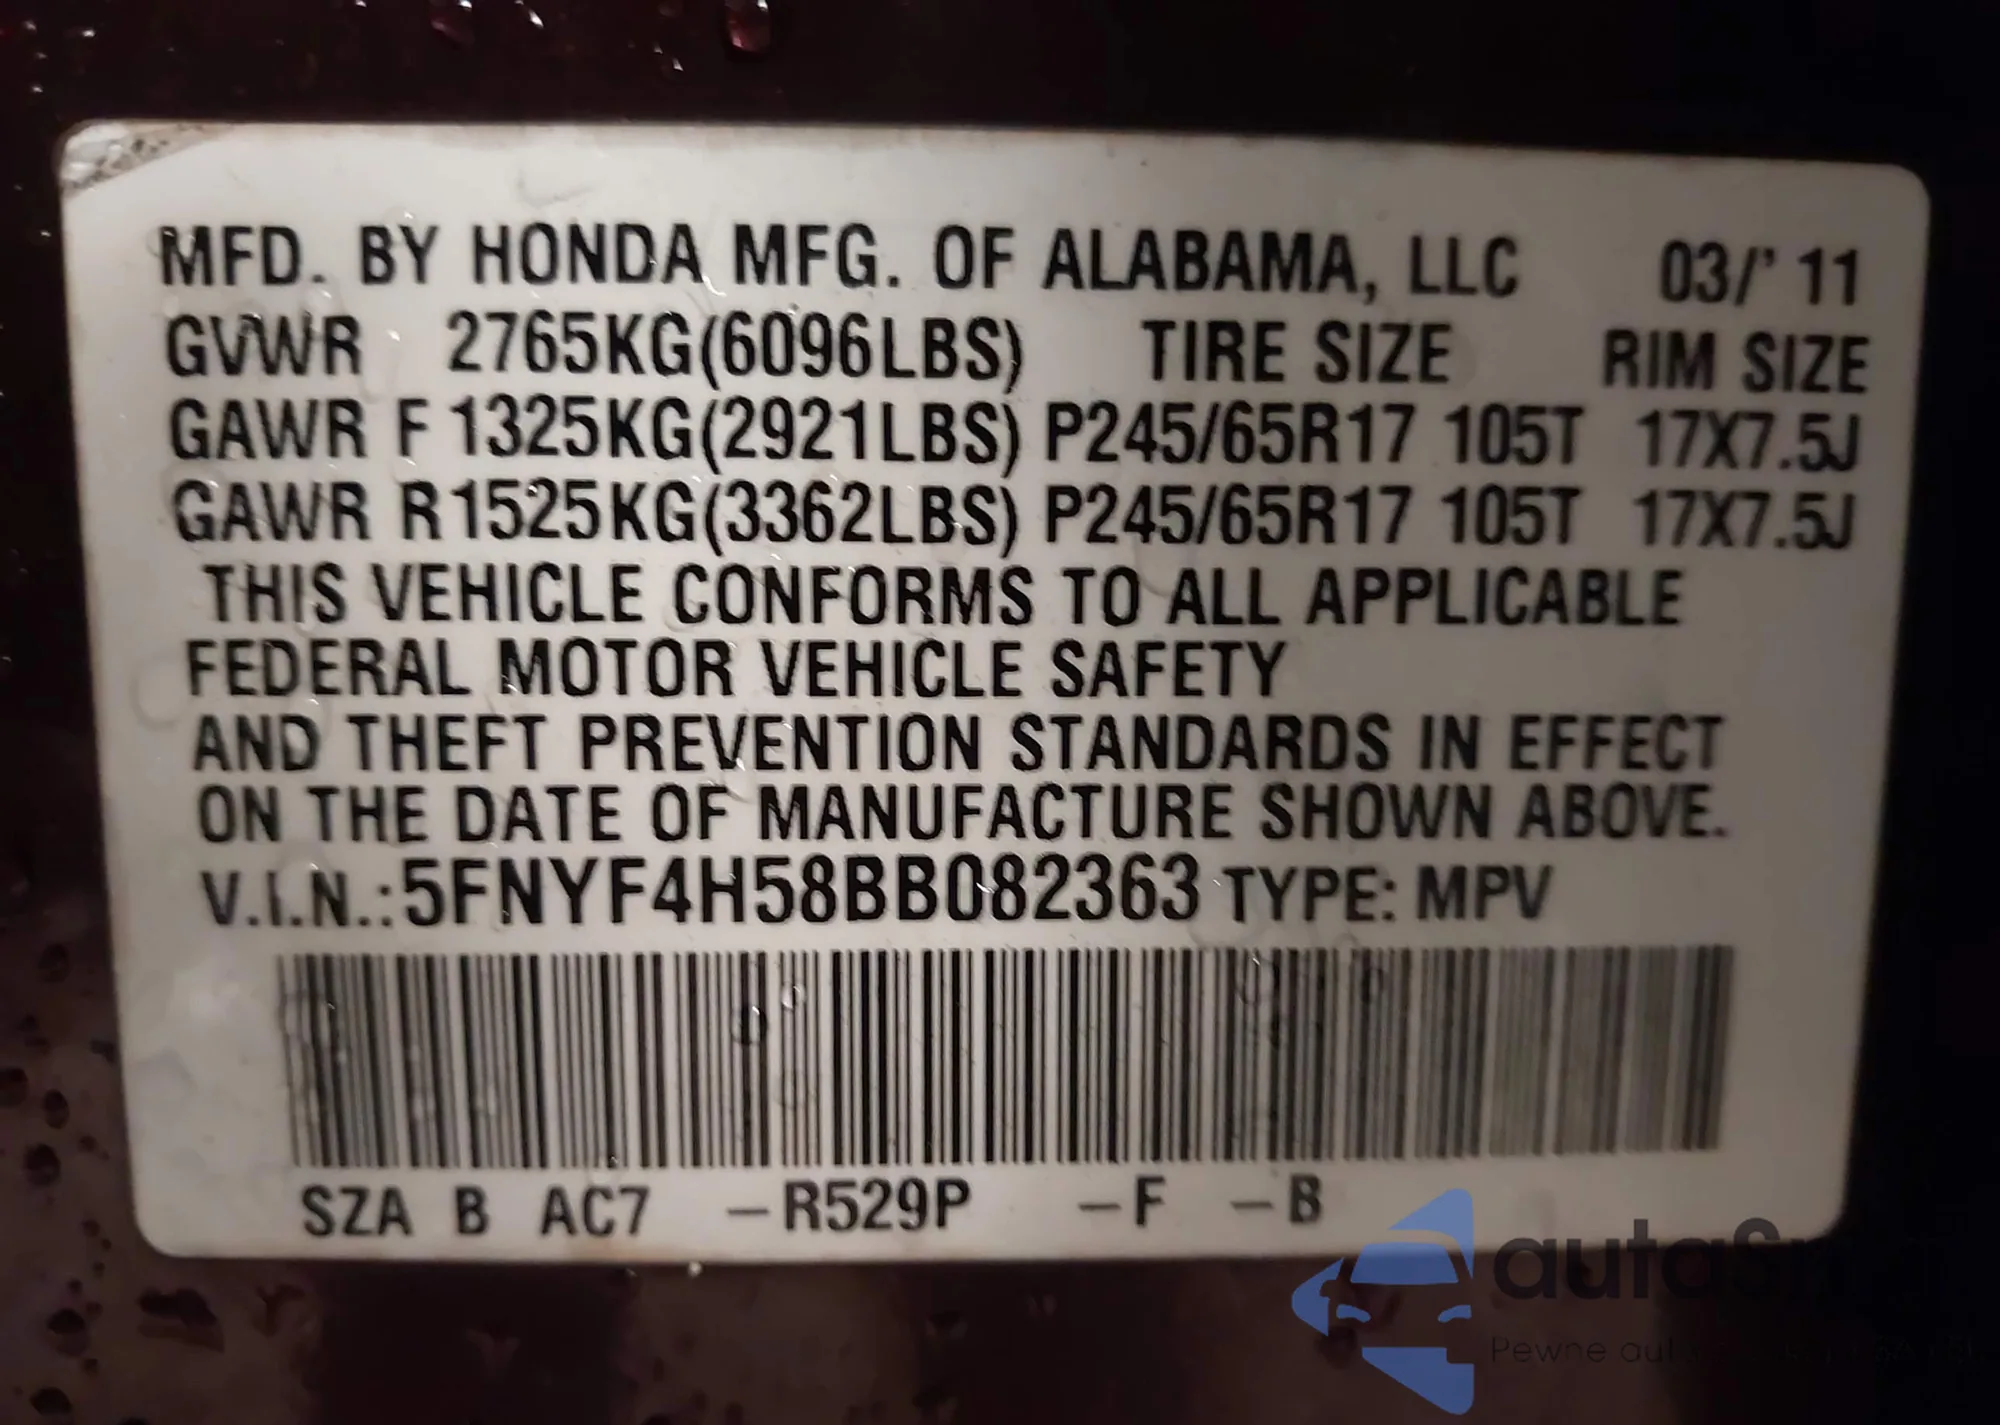 MFD. BY HONDA MFG. OF ALABAMA, LLC 03/' 11
GVWR 2765KG(6096LBS) TIRE SIZE RIM SIZE
GAWR F 1325KG(2921LBS) P245/65R17 105T 17X7.5J
GAWR R 1525KG(3362LBS) P245/65R17 105T 17X7.5J
THIS VEHICLE CONFORMS TO ALL APPLICABLE
FEDERAL MOTOR VEHICLE SAFETY
AND THEFT PREVENTION STANDARDS IN EFFECT
ON THE DATE OF MANUFACTURE SHOWN ABOVE.
V.I.N.:5FNYF4H58BB082363 TYPE: MPV
SZA B AC7 –R529P –F –B
Pewne